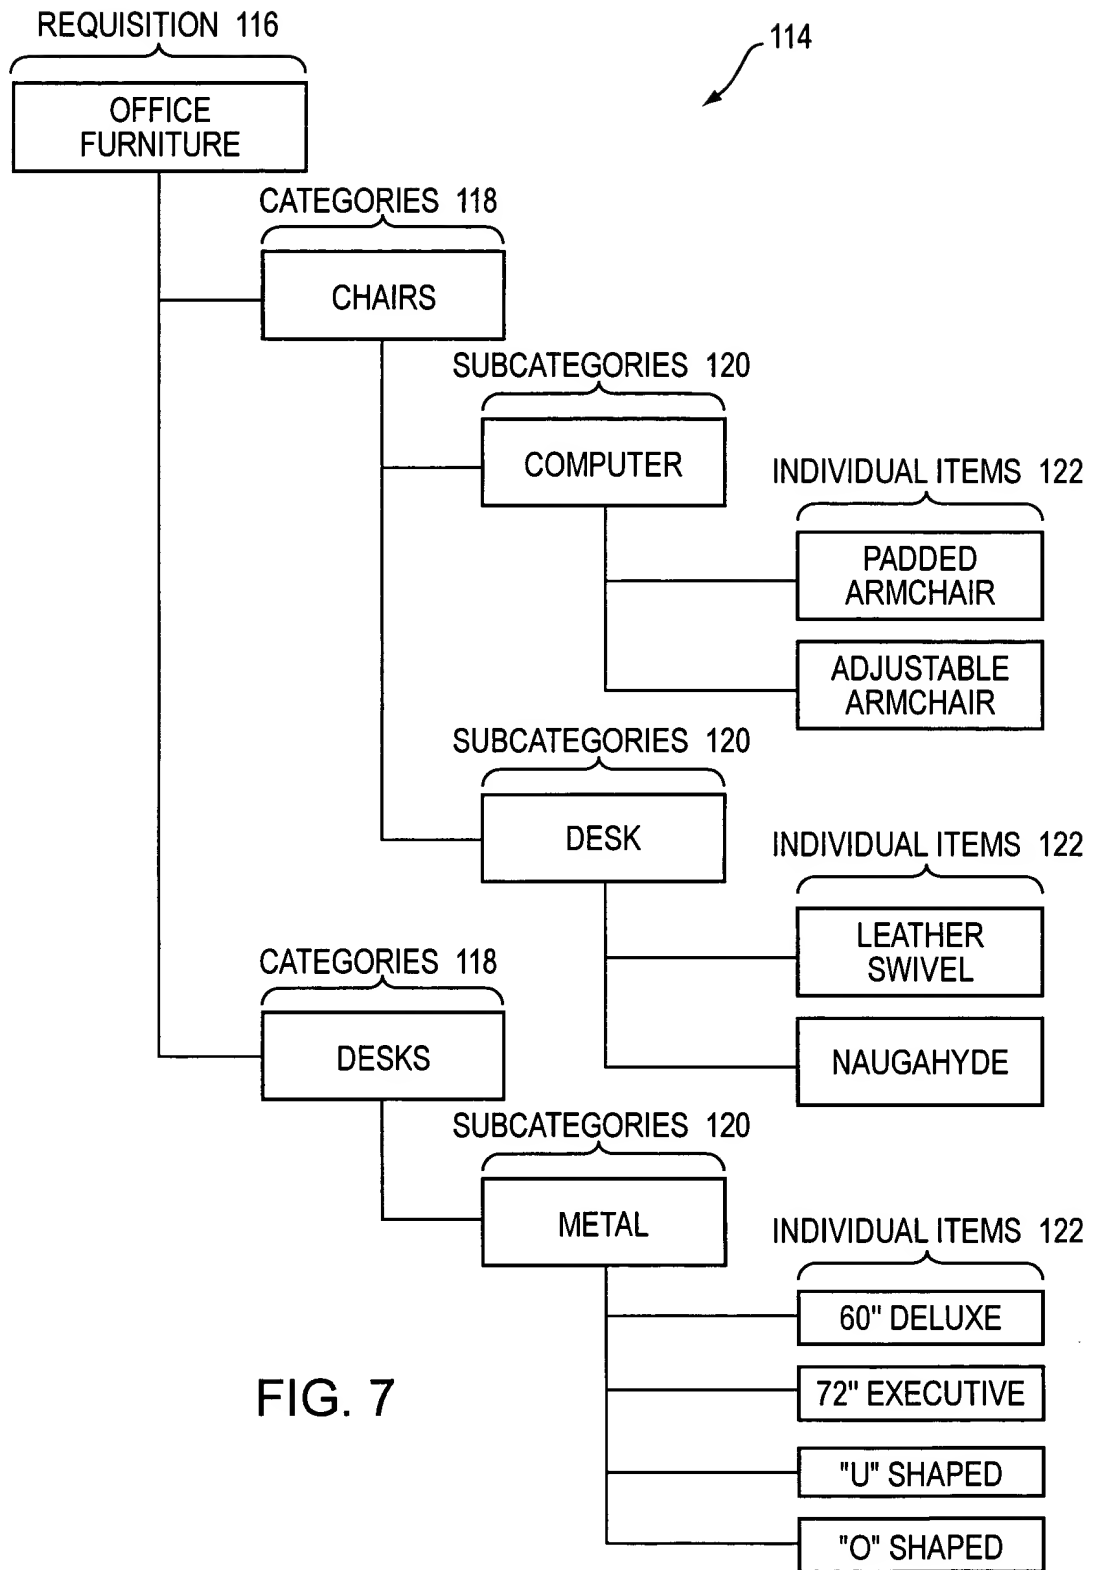 REQUISITION 116
114
OFFICE
FURNITURE
CATEGORIES 118
CHAIRS
SUBCATEGORIES 120
COMPUTER
INDIVIDUAL ITEMS 122
PADDED
ARMCHAIR
ADJUSTABLE
ARMCHAIR
SUBCATEGORIES 120
DESK
INDIVIDUAL ITEMS 122
LEATHER
SWIVEL
NAUGAHYDE
CATEGORIES 118
DESKS
SUBCATEGORIES 120
METAL
INDIVIDUAL ITEMS 122
60" DELUXE
72" EXECUTIVE
"U" SHAPED
"O" SHAPED
FIG. 7